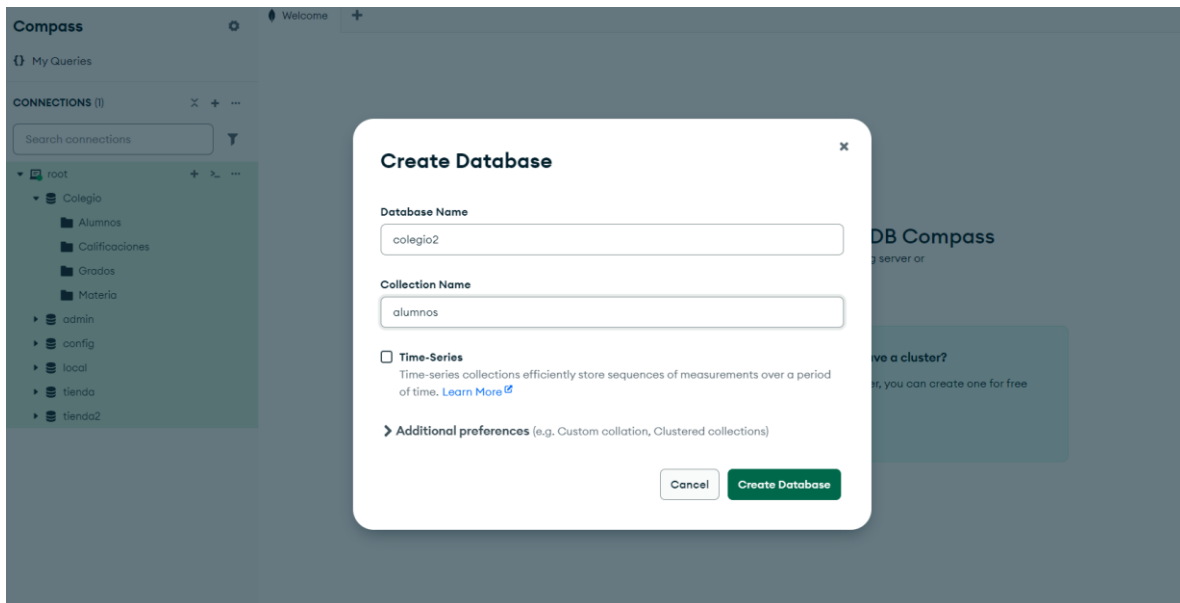 Compass
Welcome
My Queries
CONNECTIONS (1)
Search connections
root
Colegio
Alumnos
Calificaciones
Grados
Materia
admin
config
local
tienda
tienda2
Create Database
Database Name
colegio2
Collection Name
alumnos
Time-Series
Time-series collections efficiently store sequences of measurements over a period
of time. Learn More
Additional preferences (e.g. Custom collation, Clustered collections)
Cancel
Create Database
DB Compass
server or
a cluster?
you can create one for free